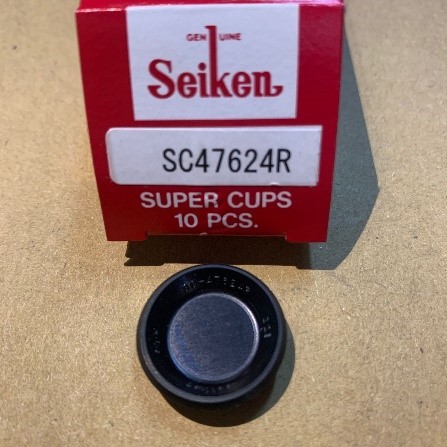 GENUINE
Seiken
SC47624R
SUPER CUPS
10 PCS.